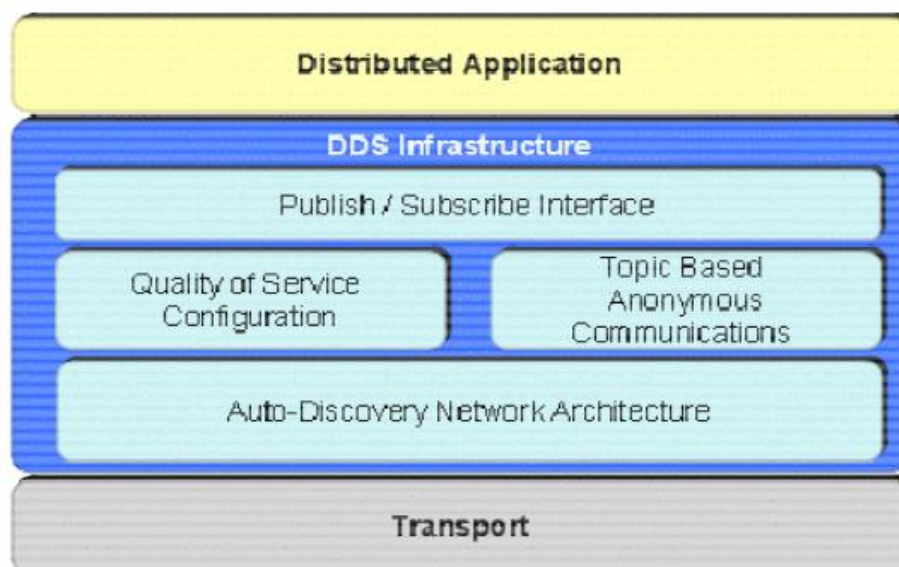 Distributed Application
DDS Infrastructure
Publish / Subscribe Interface
Quality of Service
Configuration
Topic Based
Anonymous
Communications
Auto-Discovery Network Architecture
Transport